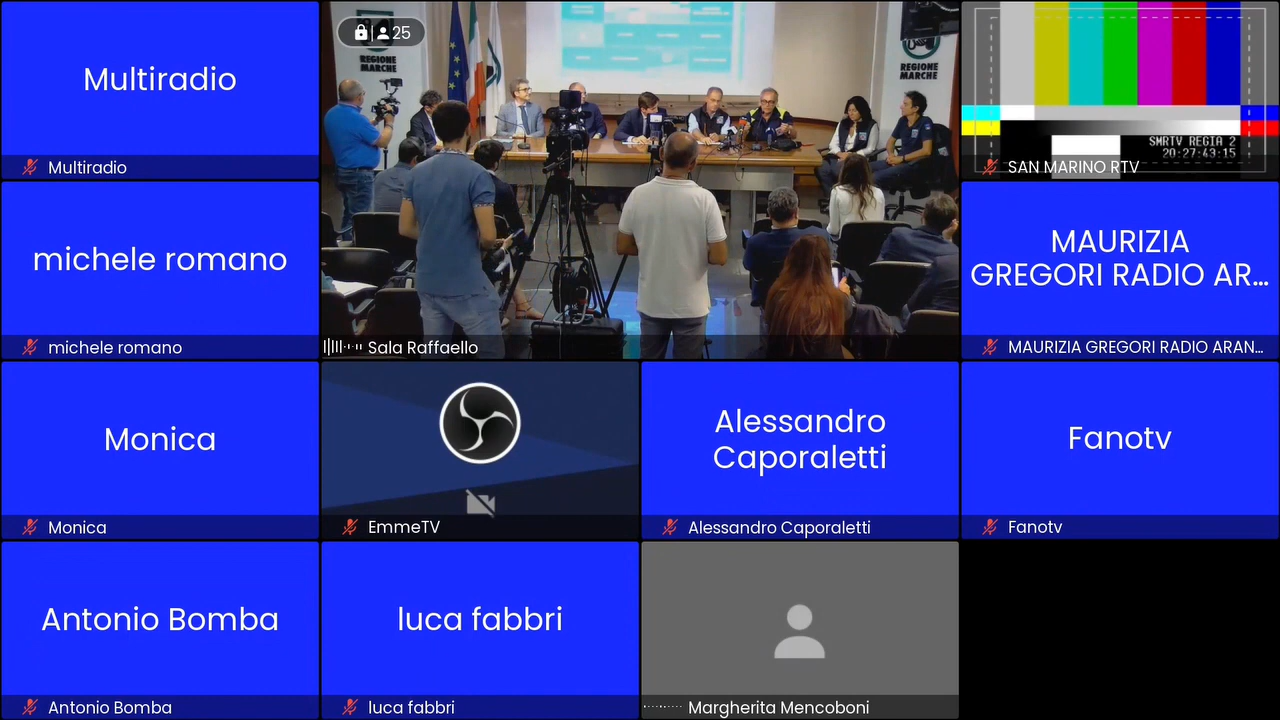 Multiradio
Multiradio
25
REGIONE
MARCHE
REGIONE
MARCHE
Sala Raffaello
SMRTV REGIA 2
20:27:43:15
SAN MARINO RTV
michele romano
michele romano
MAURIZIA
GREGORI RADIO AR...
MAURIZIA GREGORI RADIO ARAN...
Monica
Monica
EmmeTV
Alessandro
Caporaletti
Alessandro Caporaletti
Fanotv
Fanotv
Antonio Bomba
Antonio Bomba
luca fabbri
luca fabbri
Margherita Mencoboni